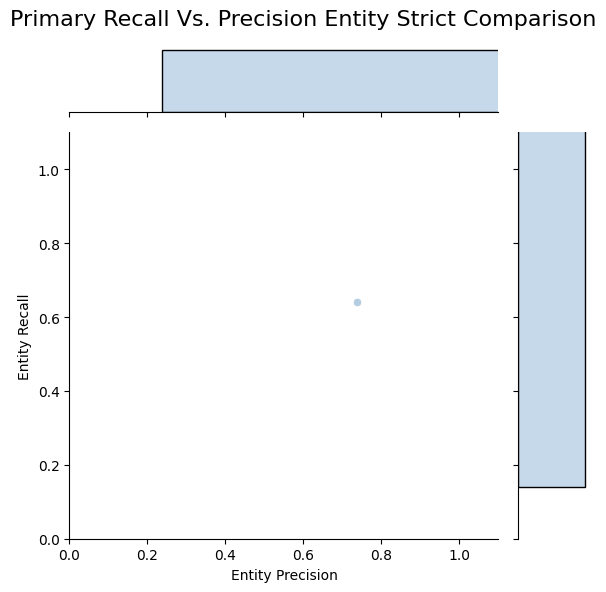 Primary Recall Vs. Precision Entity Strict Comparison
1.0
0.8
0.6
0.4
0.2
0.0
Entity Recall
0.0 0.2 0.4 0.6 0.8 1.0
Entity Precision